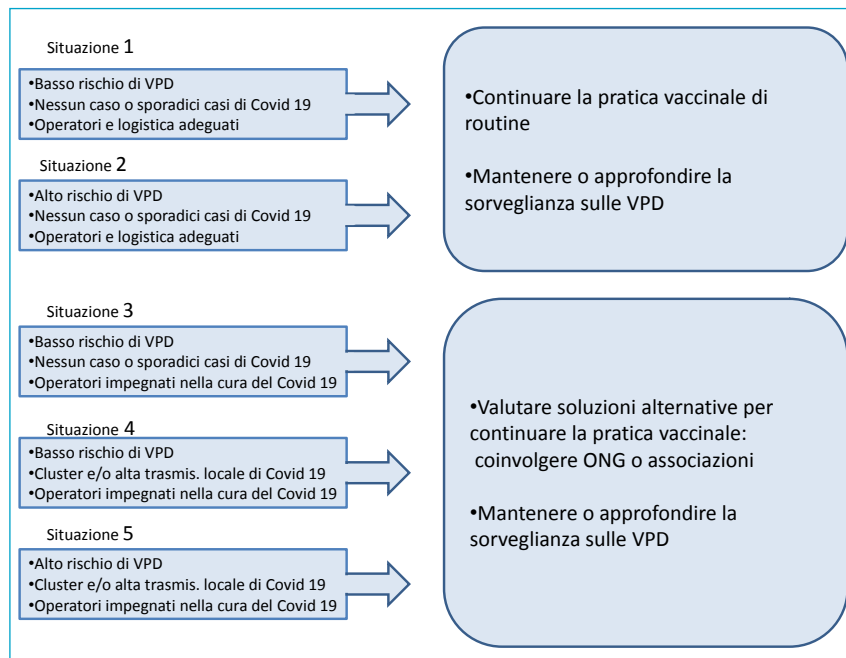 Situazione 1
•Basso rischio di VPD
•Nessun caso o sporadici casi di Covid 19
•Operatori e logistica adeguati
Situazione 2
•Alto rischio di VPD
•Nessun caso o sporadici casi di Covid 19
•Operatori e logistica adeguati
•Continuare la pratica vaccinale di
routine
•Mantenere o approfondire la
sorveglianza sulle VPD
Situazione 3
•Basso rischio di VPD
•Nessun caso o sporadici casi di Covid 19
•Operatori impegnati nella cura del Covid 19
Situazione 4
•Basso rischio di VPD
•Cluster e/o alta trasmis. locale di Covid 19
•Operatori impegnati nella cura del Covid 19
Situazione 5
•Alto rischio di VPD
•Cluster e/o alta trasmis. locale di Covid 19
•Operatori impegnati nella cura del Covid 19
•Valutare soluzioni alternative per
continuare la pratica vaccinale:
coinvolgere ONG o associazioni
•Mantenere o approfondire la
sorveglianza sulle VPD